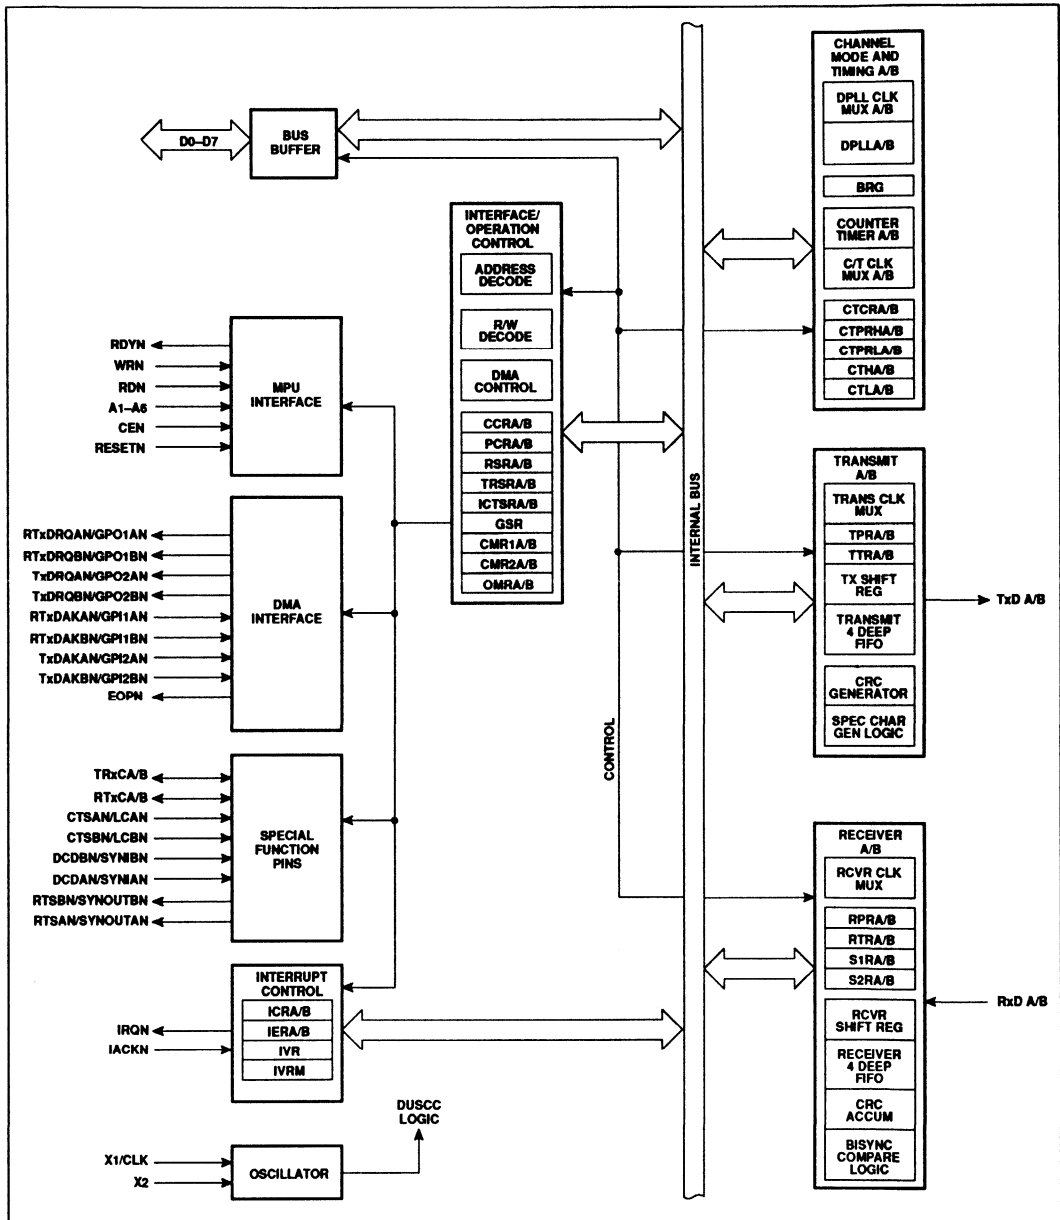 D0–D7
BUS
BUFFER
INTERFACE/
OPERATION
CONTROL
ADDRESS
DECODE
R/W
DECODE
DMA
CONTROL
CCRA/B
PCRA/B
RSRA/B
TRSRA/B
ICTSRA/B
GSR
CMR1A/B
CMR2A/B
OMRA/B
RDYN
WRN
RDN
A1–A6
CEN
RESETN
MPU
INTERFACE
RTxDRQAN/GPO1AN
RTxDRQBN/GPO1BN
TxDRQAN/GPO2AN
TxDRQBN/GPO2BN
RTxDAKAN/GPI1AN
RTxDAKBN/GPI1BN
TxDAKAN/GPI2AN
TxDAKBN/GPI2BN
EOPN
DMA
INTERFACE
TRxCA/B
RTxCA/B
CTSAN/LCAN
CTSBN/LCBN
DCDBN/SYNIBN
DCDAN/SYNIAN
RTSBN/SYNOUTBN
RTSAN/SYNOUTAN
SPECIAL
FUNCTION
PINS
INTERRUPT
CONTROL
ICRA/B
IERA/B
IVR
IVRM
IRQN
IACKN
DUSCC
LOGIC
X1/CLK
X2
OSCILLATOR
CONTROL
INTERNAL BUS
CHANNEL
MODE AND
TIMING A/B
DPLL CLK
MUX A/B
DPLLA/B
BRG
COUNTER
TIMER A/B
C/T CLK
MUX A/B
CTCRA/B
CTPRHA/B
CTPRLA/B
CTHA/B
CTLA/B
TRANSMIT
A/B
TRANS CLK
MUX
TPRA/B
TTRA/B
TX SHIFT
REG
TRANSMIT
4 DEEP
FIFO
CRC
GENERATOR
SPEC CHAR
GEN LOGIC
TxD A/B
RECEIVER
A/B
RCVR CLK
MUX
RPRA/B
RTRA/B
S1RA/B
S2RA/B
RCVR
SHIFT REG
RECEIVER
4 DEEP
FIFO
CRC
ACCUM
BISYNC
COMPARE
LOGIC
RxD A/B